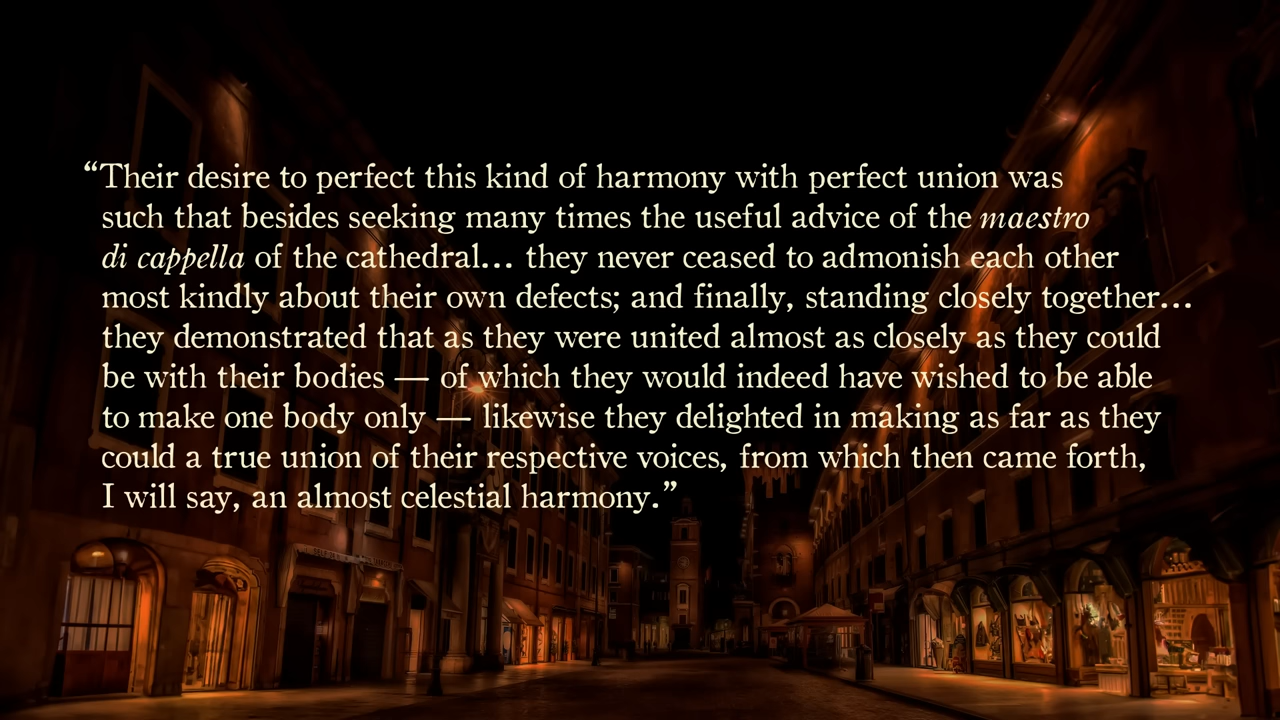 “Their desire to perfect this kind of harmony with perfect union was
such that besides seeking many times the useful advice of the maestro
di cappella of the cathedral... they never ceased to admonish each other
most kindly about their own defects; and finally, standing closely together...
they demonstrated that as they were united almost as closely as they could
be with their bodies — of which they would indeed have wished to be able
to make one body only — likewise they delighted in making as far as they
could a true union of their respective voices, from which then came forth,
I will say, an almost celestial harmony.”